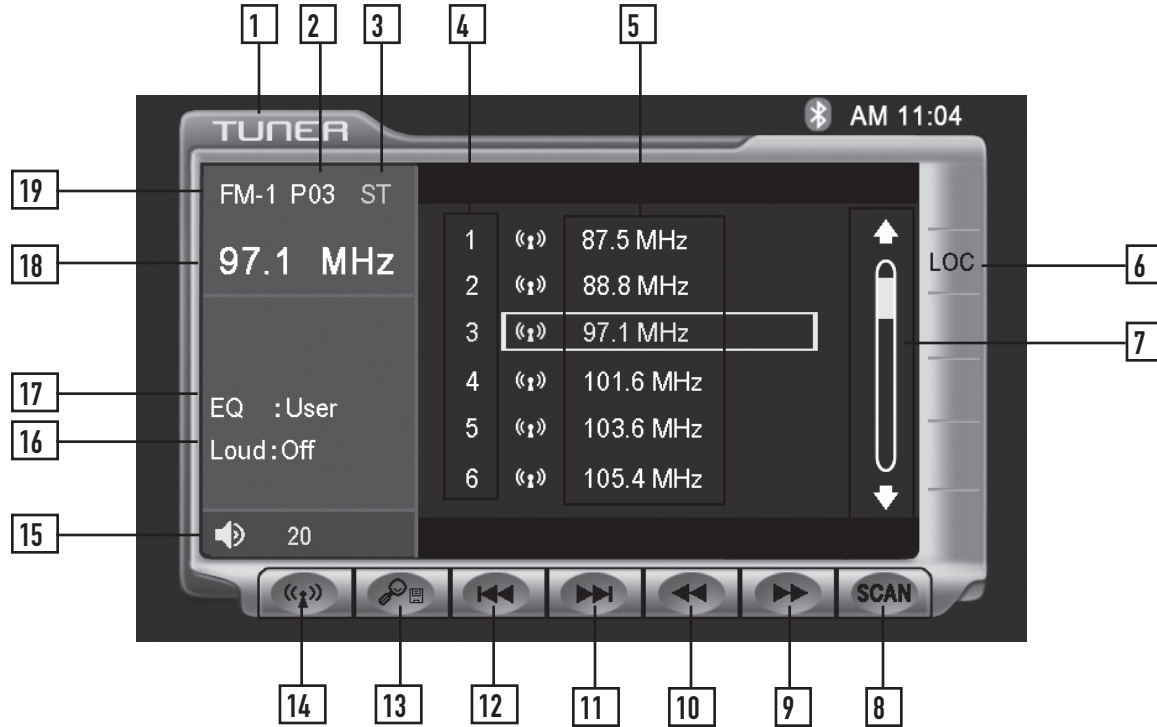 1 2 3 4 5
TUNER
AM 11:04
19
FM-1 P03 ST
18
97.1 MHz
1 87.5 MHz
2 88.8 MHz
3 97.1 MHz
4 101.6 MHz
5 103.6 MHz
6 105.4 MHz
LOC
6
7
17
EQ :User
16
Loud:Off
15
20
SCAN
14 13 12 11 10 9 8